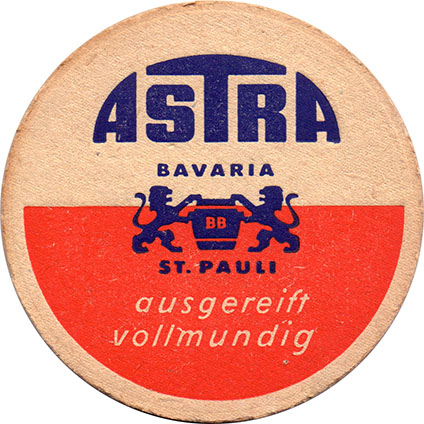 ASTRA
BAVARIA
BB
ST. PAULI
ausgereift
vollmundig